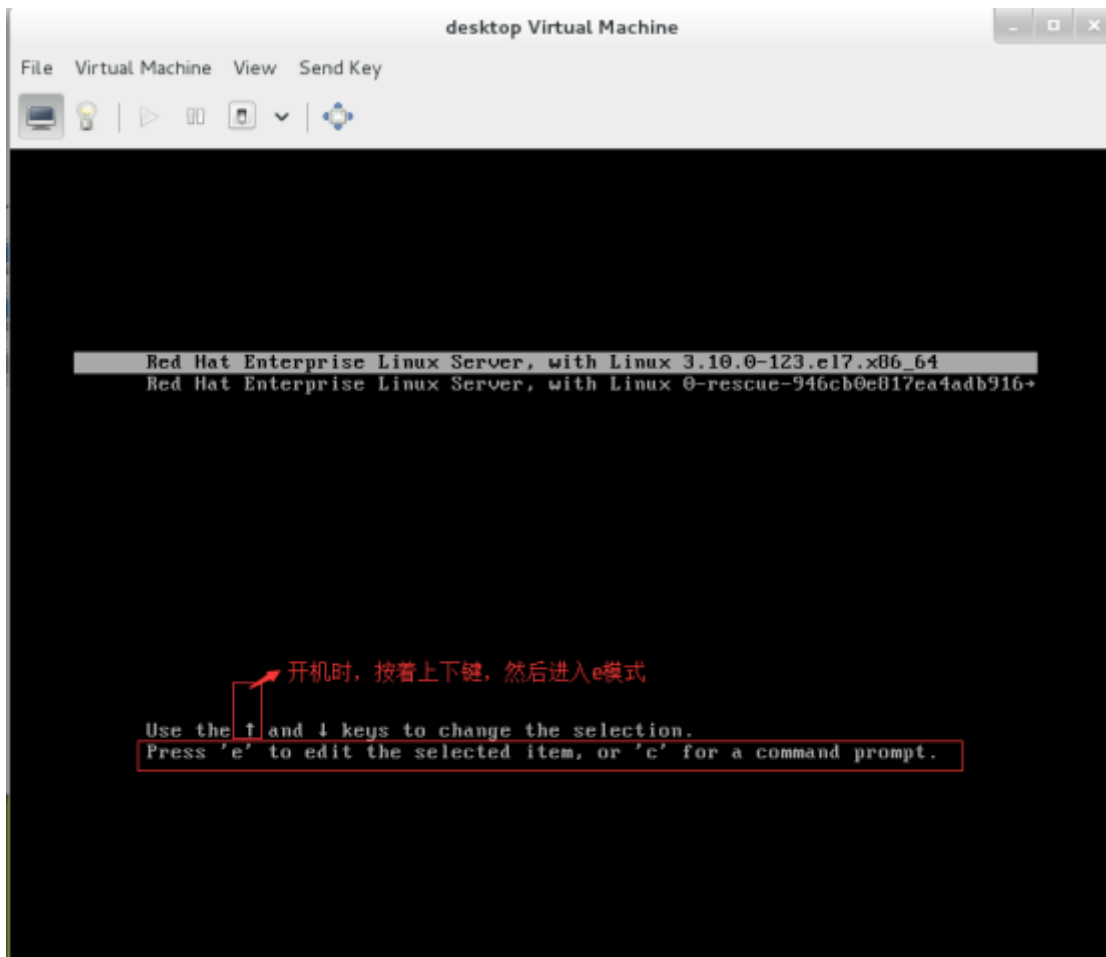 desktop Virtual Machine
File Virtual Machine View Send Key
Red Hat Enterprise Linux Server, with Linux 3.10.0-123.el7.x86_64
Red Hat Enterprise Linux Server, with Linux 0-rescue-946cb0e817ea4adb916→
开机时，按着上下键，然后进入e模式
Use the ↑ and ↓ keys to change the selection.
Press 'e' to edit the selected item, or 'c' for a command prompt.